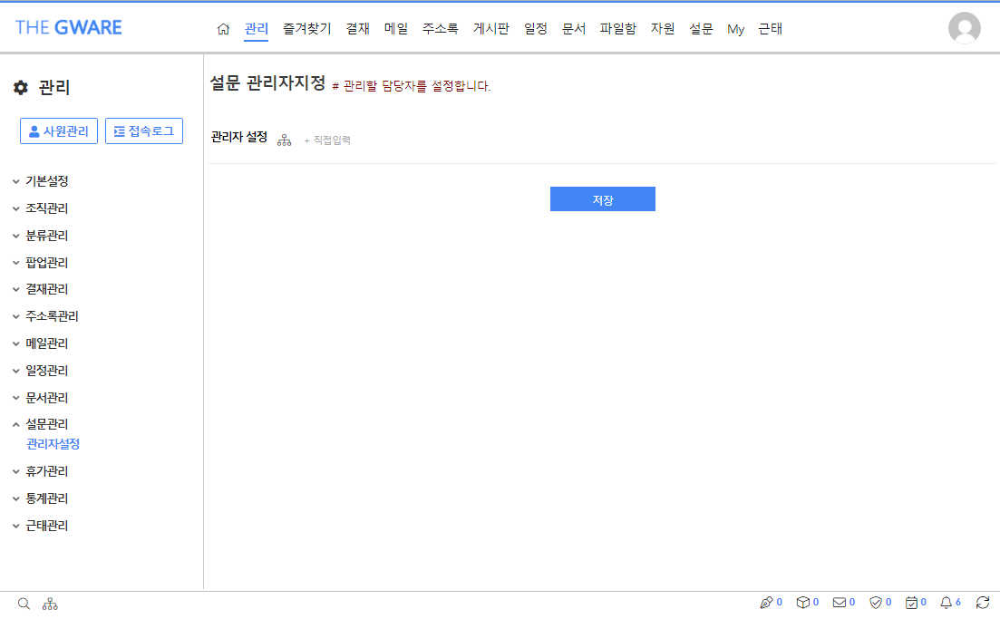 THE GWARE
관리 즐겨찾기 결재 메일 주소록 게시판 일정 문서 파일함 자원 설문 My 근태
관리
사원관리 접속로그
기본설정
조직관리
분류관리
팝업관리
결재관리
주소록관리
메일관리
일정관리
문서관리
설문관리
관리자설정
휴가관리
통계관리
근태관리
설문 관리자지정 # 관리할 담당자를 설정합니다.
관리자 설정 + 직접입력
저장
0 0 0 0 0 6